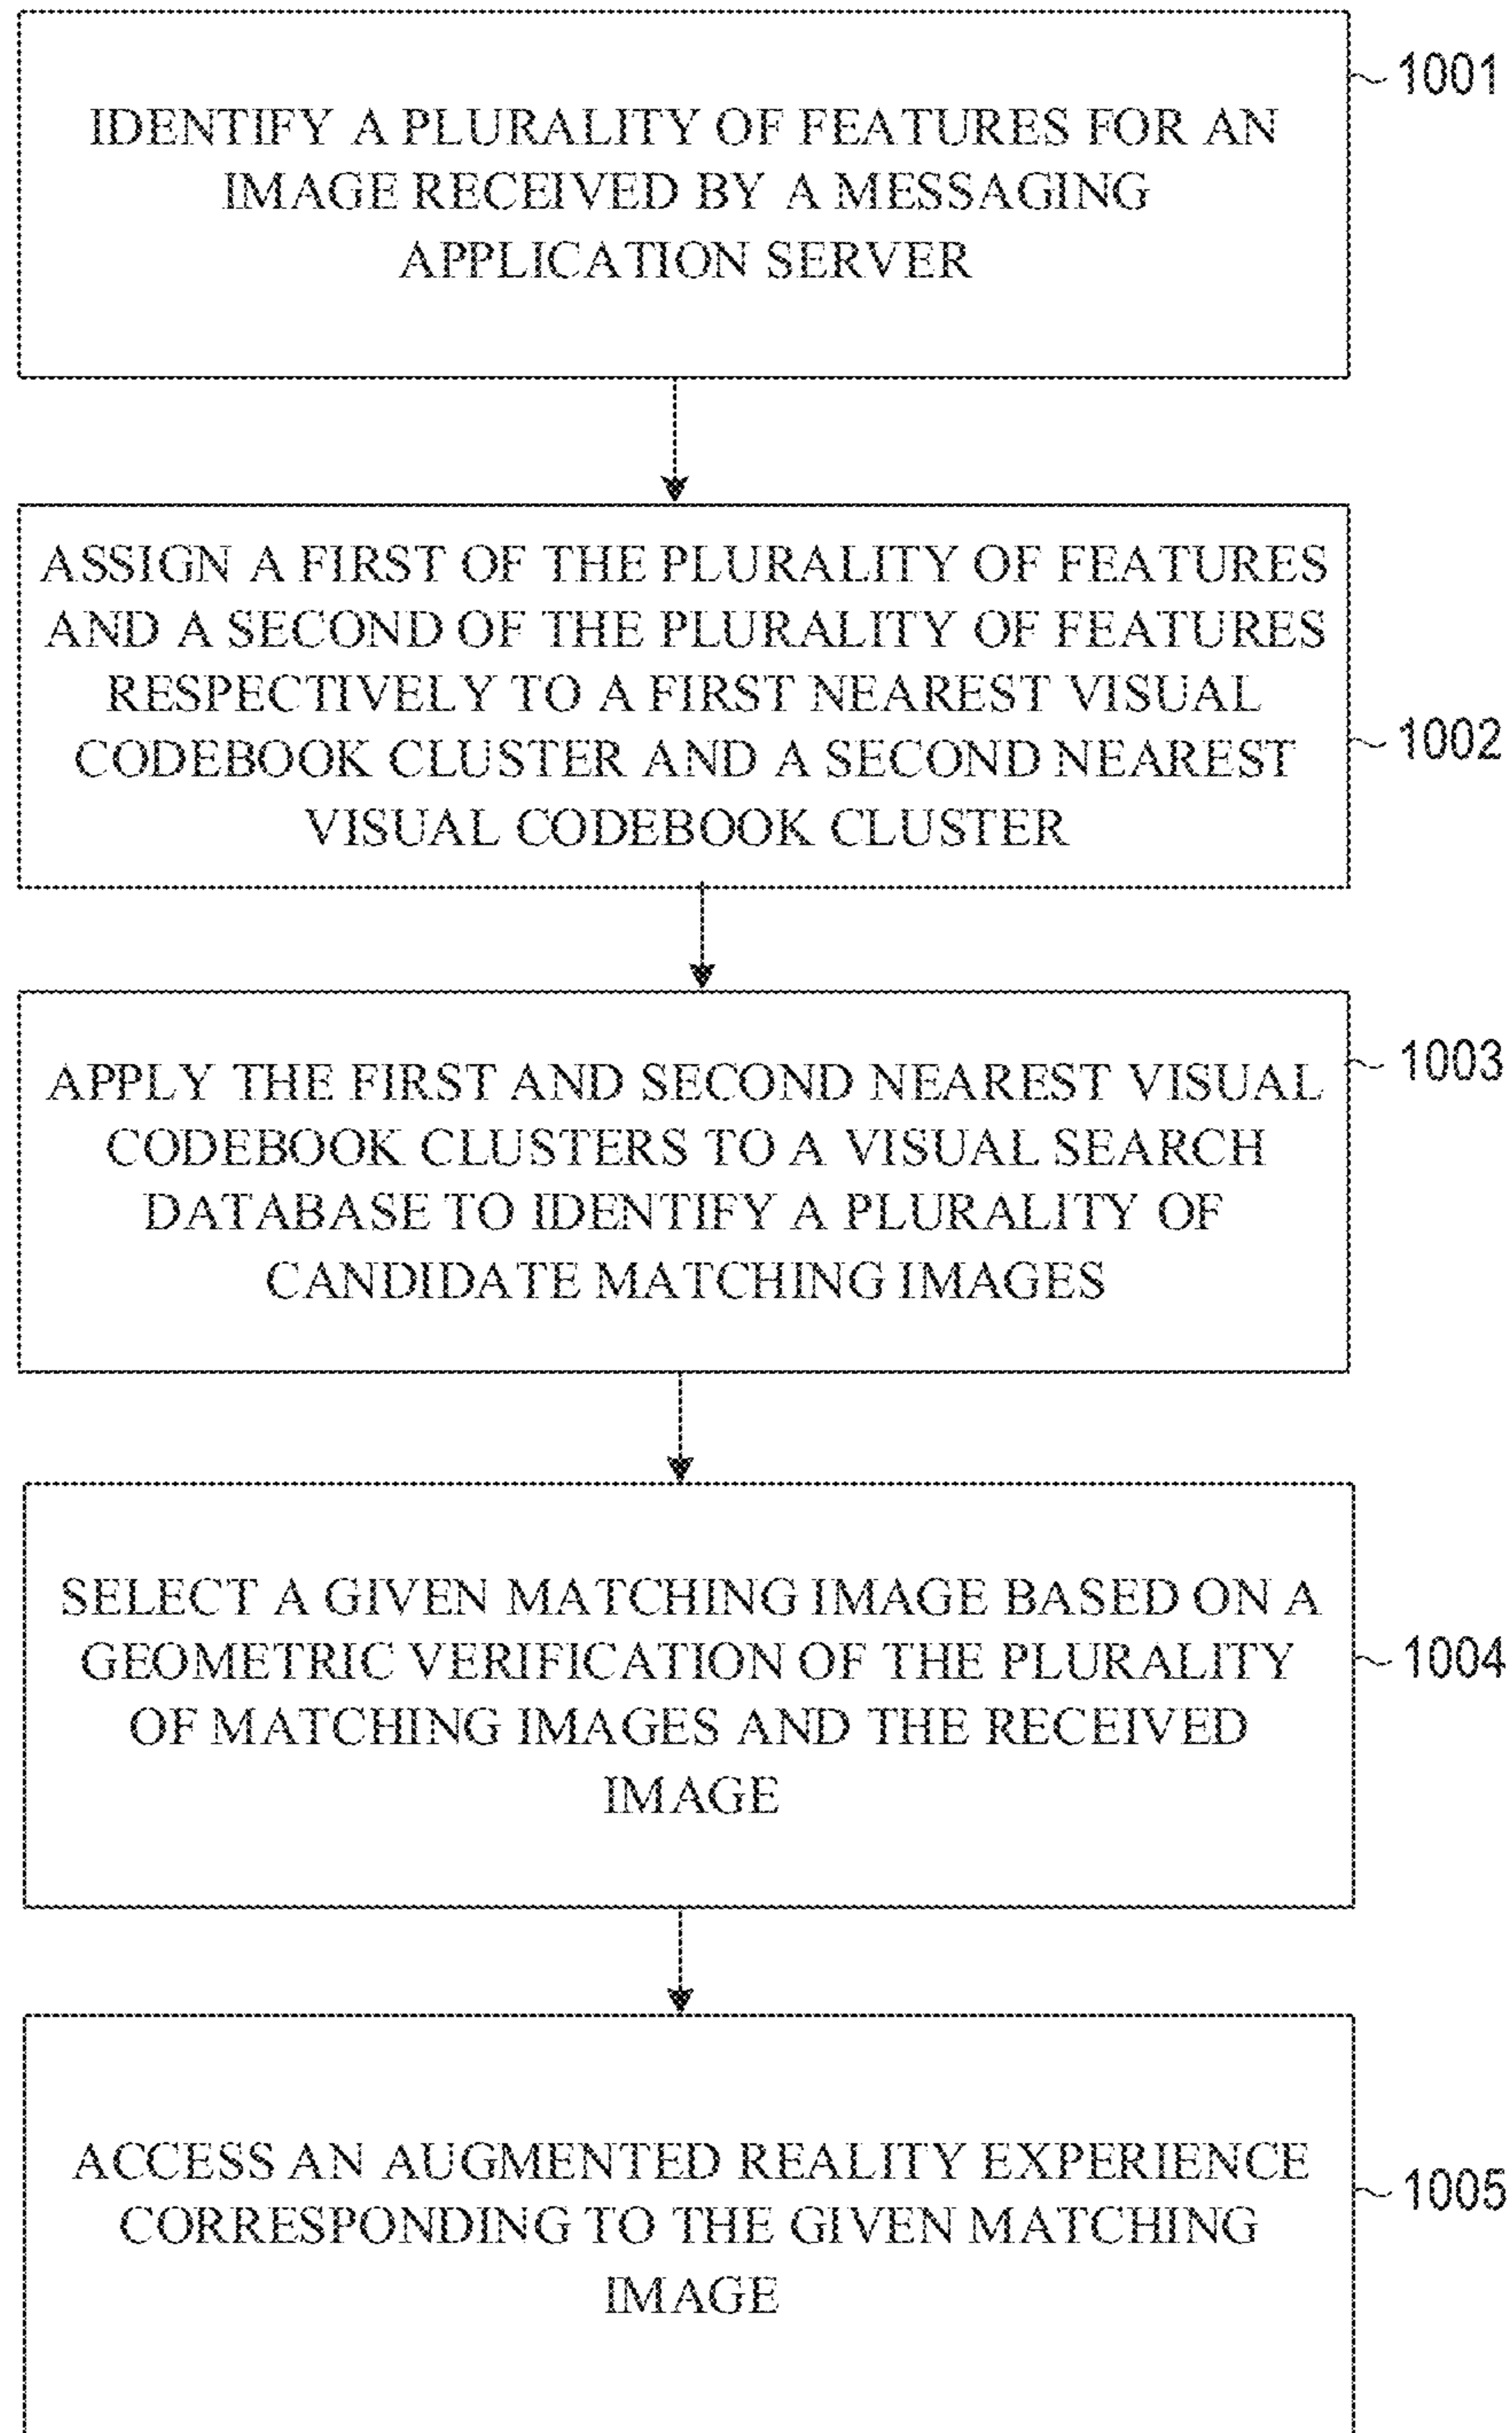 IDENTIFY A PLURALITY OF FEATURES FOR AN
IMAGE RECEIVED BY A MESSAGING
APPLICATION SERVER
1001
ASSIGN A FIRST OF THE PLURALITY OF FEATURES
AND A SECOND OF THE PLURALITY OF FEATURES
RESPECTIVELY TO A FIRST NEAREST VISUAL
CODEBOOK CLUSTER AND A SECOND NEAREST
VISUAL CODEBOOK CLUSTER
1002
APPLY THE FIRST AND SECOND NEAREST VISUAL
CODEBOOK CLUSTERS TO A VISUAL SEARCH
DATABASE TO IDENTIFY A PLURALITY OF
CANDIDATE MATCHING IMAGES
1003
SELECT A GIVEN MATCHING IMAGE BASED ON A
GEOMETRIC VERIFICATION OF THE PLURALITY
OF MATCHING IMAGES AND THE RECEIVED
IMAGE
1004
ACCESS AN AUGMENTED REALITY EXPERIENCE
CORRESPONDING TO THE GIVEN MATCHING
IMAGE
1005